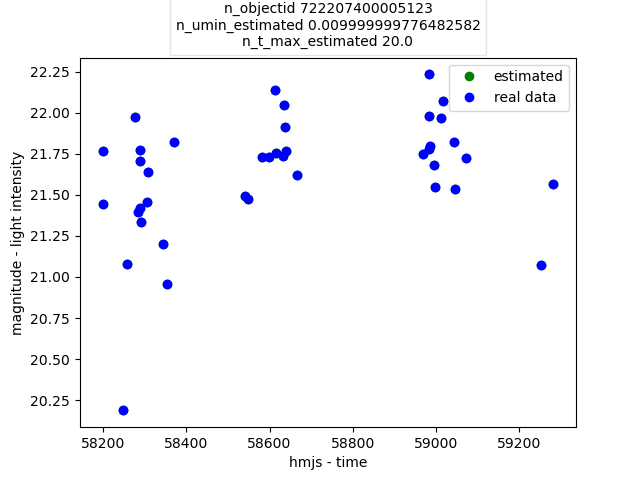 n_objectid 722207400005123
n_umin_estimated 0.009999999776482582
n_t_max_estimated 20.0
estimated
real data
magnitude - light intensity
22.25
22.00
21.75
21.50
21.25
21.00
20.75
20.50
20.25
58200 58400 58600 58800 59000 59200
hmjs - time